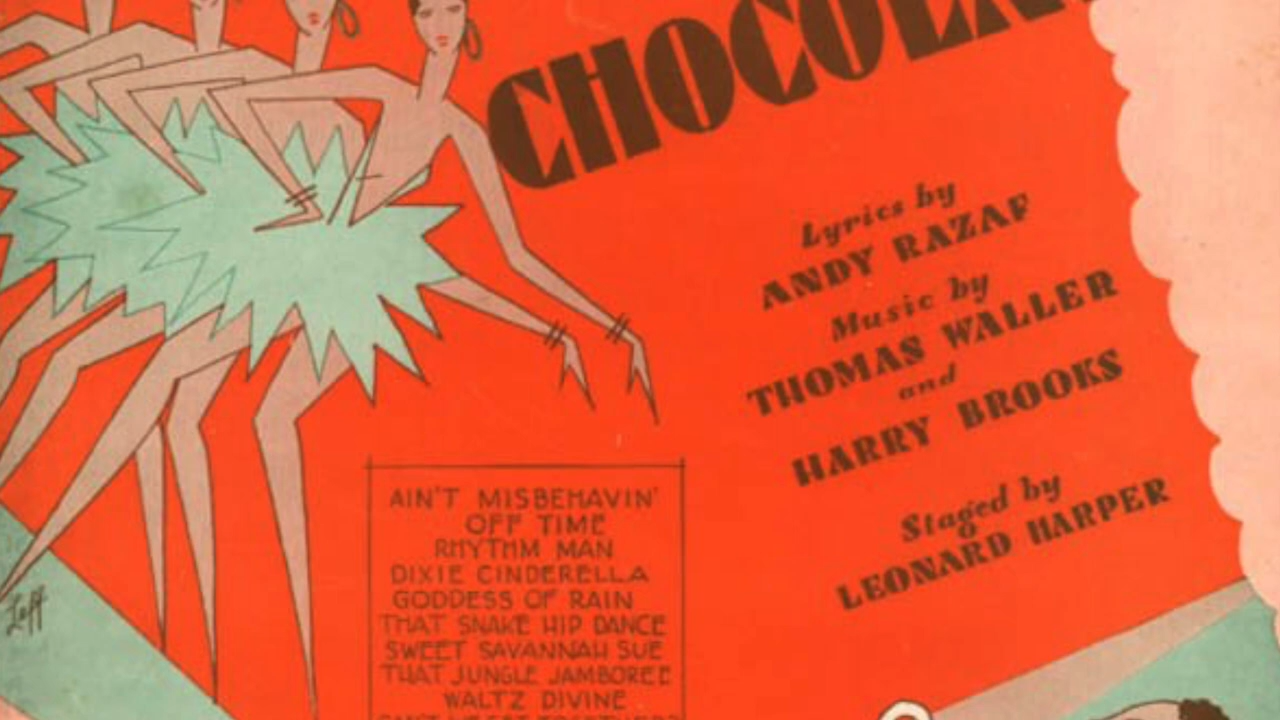 CHOCOLA
Lyrics by
ANDY RAZAF
Music by
THOMAS WALLER
and
HARRY BROOKS
Staged by
LEONARD HARPER
AIN'T MISBEHAVIN'
OFF TIME
RHYTHM MAN
DIXIE CINDERELLA
GODDESS OF RAIN
THAT SNAKE HIP DANCE
SWEET SAVANNAH SUE
THAT JUNGLE JAMBOREE
WALTZ DIVINE
Leff